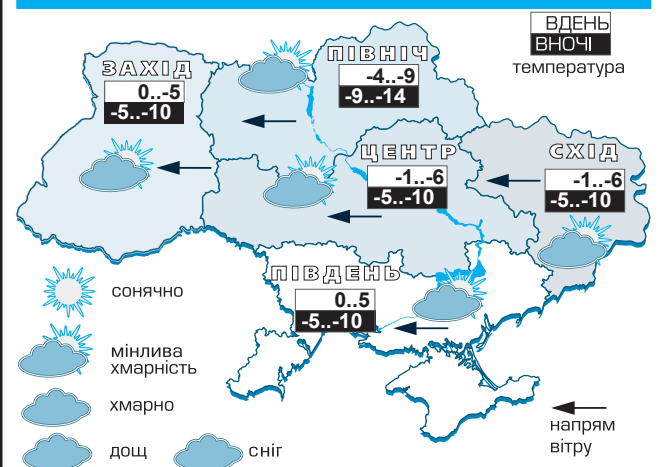 ВДЕНЬ
ВНОЧІ
температура
ЗАХІД
0..-5
-5..-10
ПІВНІЧ
-4..-9
-9..-14
ЦЕНТР
-1..-6
-5..-10
СХІД
-1..-6
-5..-10
ПІВДЕНЬ
0..5
-5..-10
сонячно
мінлива
хмарність
хмарно
дощ
сніг
напрям
вітру